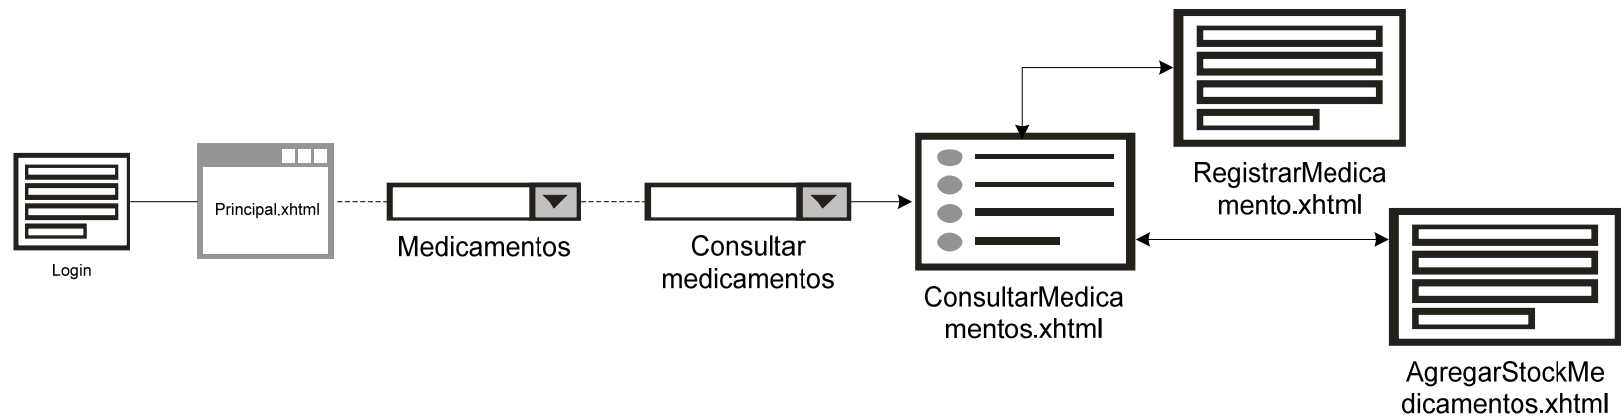 Login
Principal.xhtml
Medicamentos
Consultar
medicamentos
ConsultarMedica
mentos.xhtml
RegistrarMedica
mento.xhtml
AgregarStockMe
dicamentos.xhtml